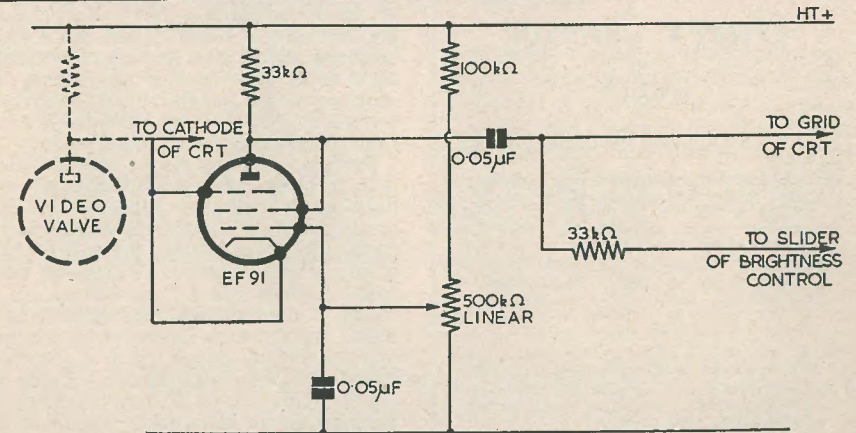 HT+
33kΩ
100kΩ
TO CATHODE
OF CRT
0·05µF
TO GRID
OF CRT
VIDEO
VALVE
33kΩ
TO SLIDER
OF BRIGHTNESS
CONTROL
EF91
500kΩ
LINEAR
0·05µF